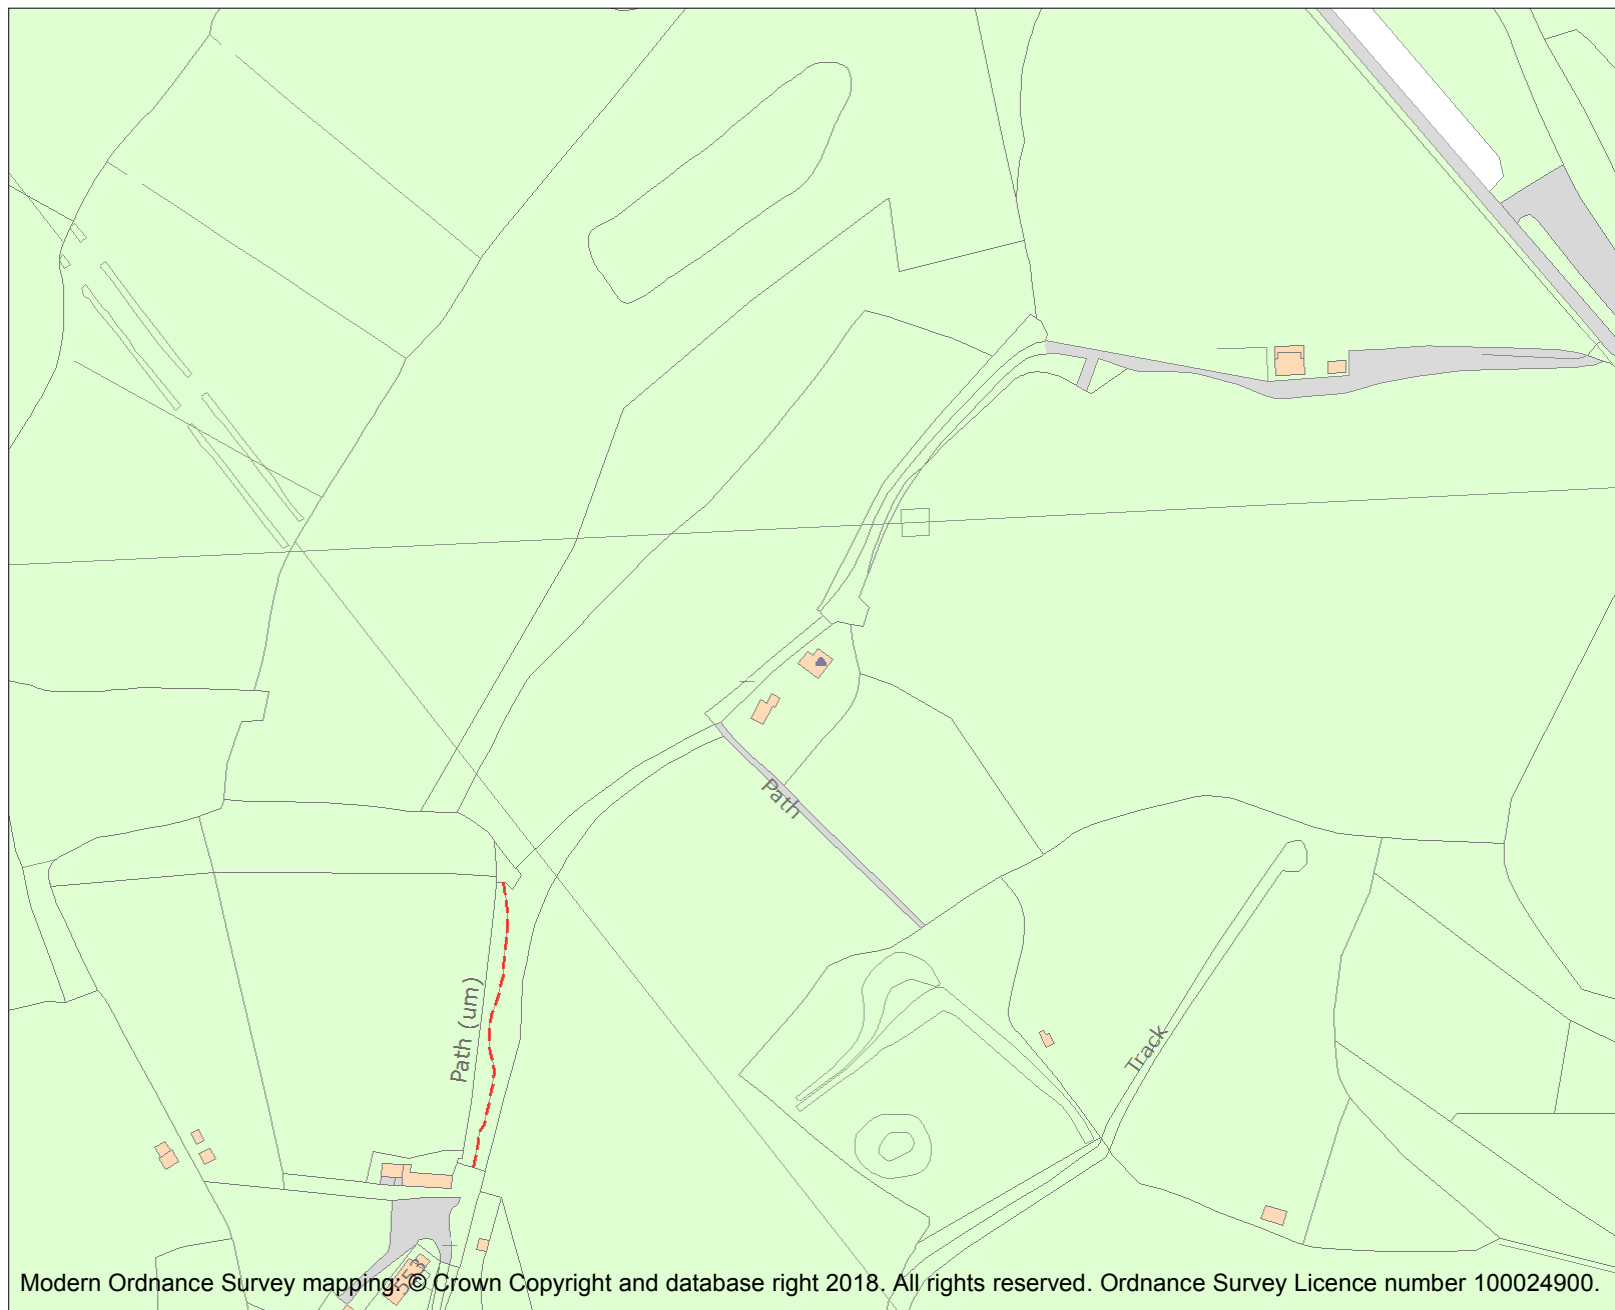 Path
Path (um)
Track
553
Modern Ordnance Survey mapping: © Crown Copyright and database right 2018. All rights reserved. Ordnance Survey Licence number 100024900.